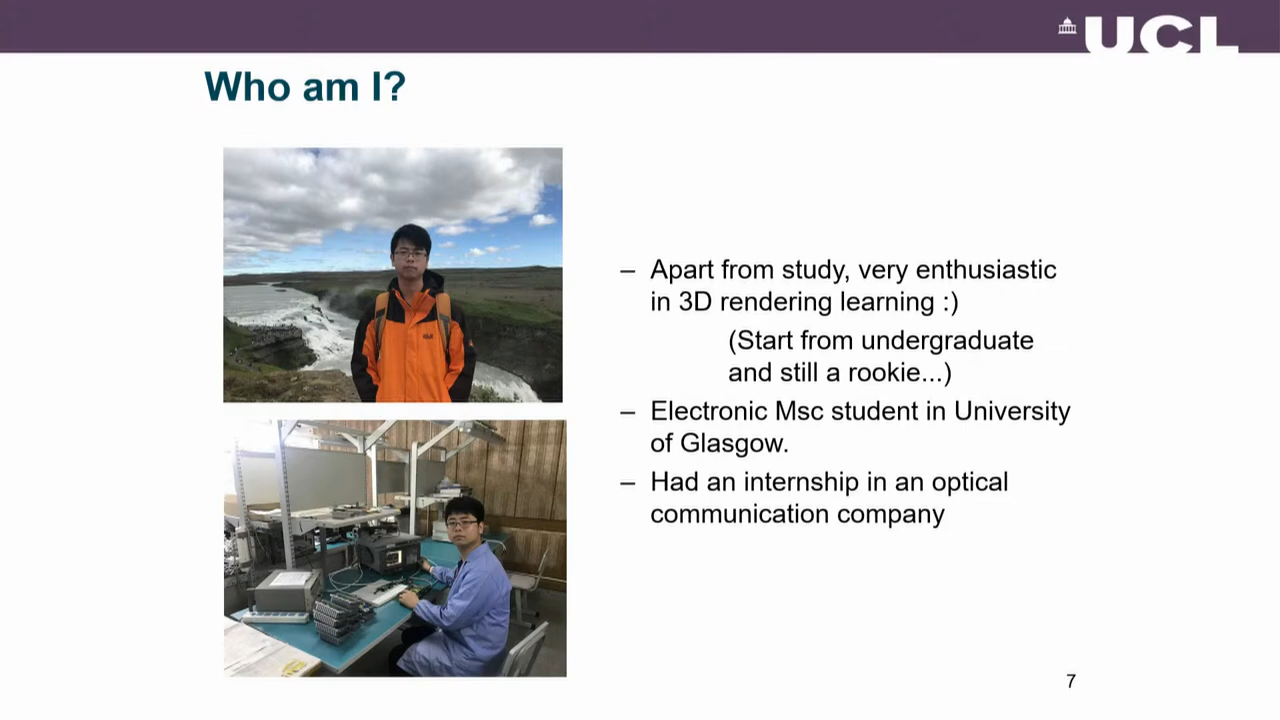 UCL
Who am I?
– Apart from study, very enthusiastic
in 3D rendering learning :)
(Start from undergraduate
and still a rookie...)
– Electronic Msc student in University
of Glasgow.
– Had an internship in an optical
communication company
7